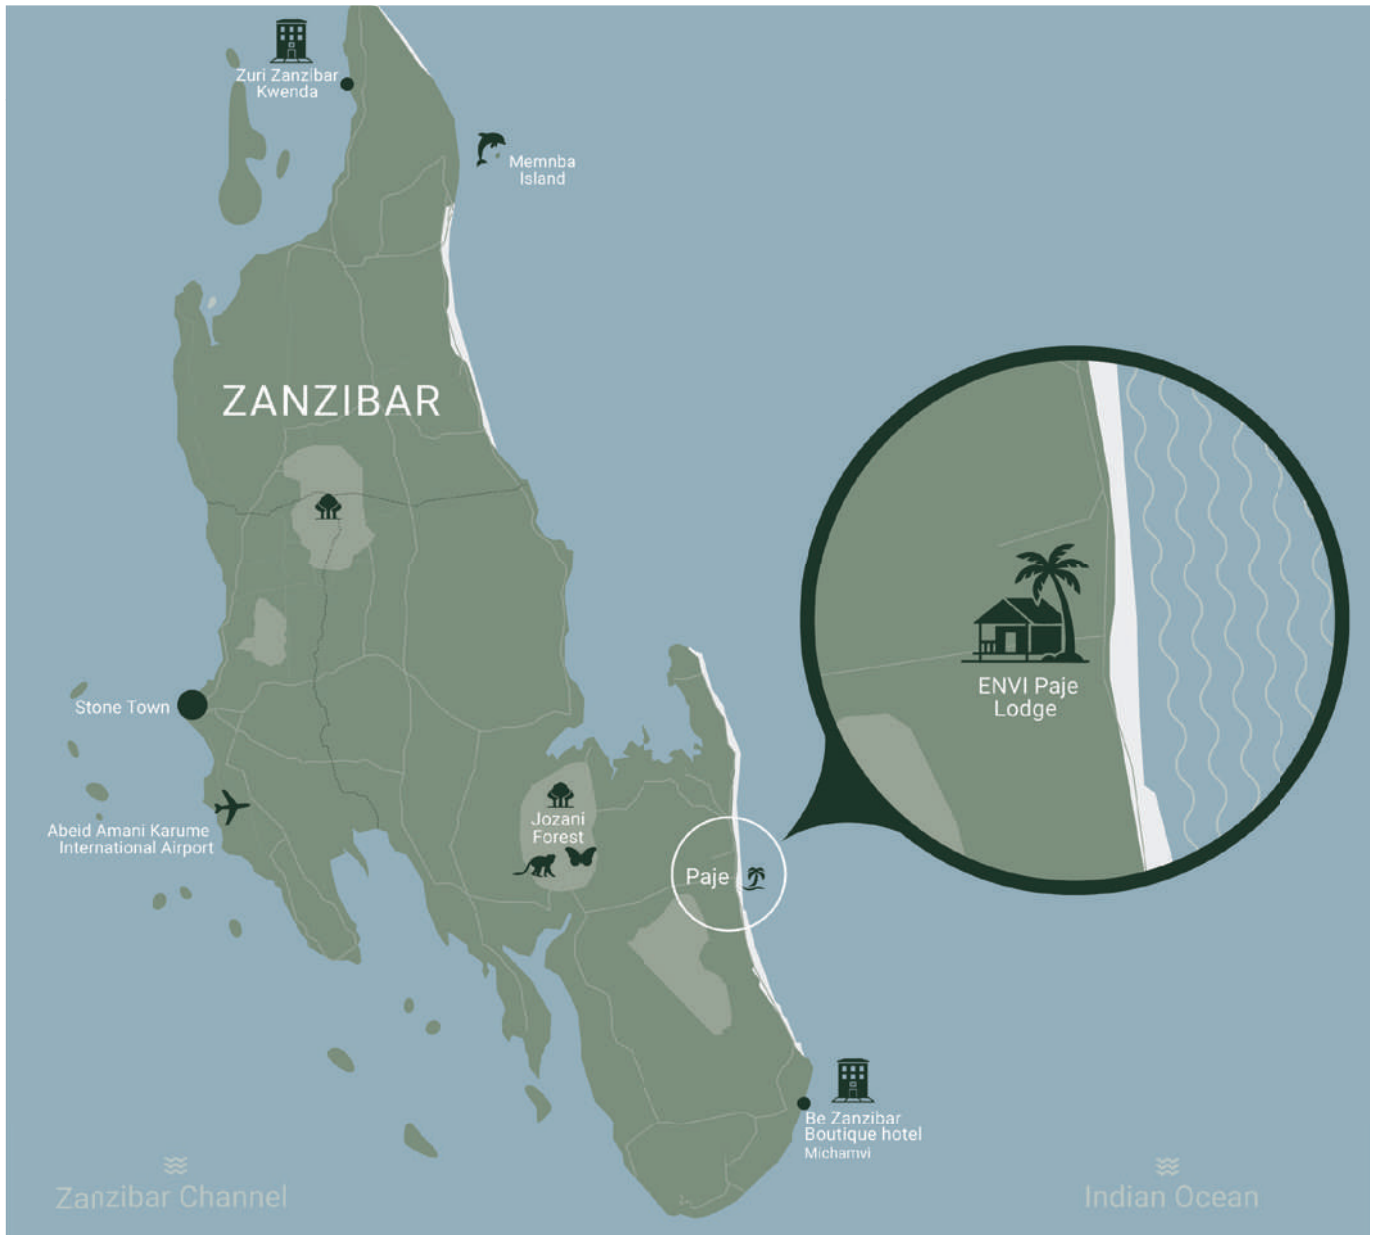 Zuri Zanzibar
Kwenda
Memnba
Island
ZANZIBAR
ENVI Paje
Lodge
Stone Town
Abeid Amani Karume
International Airport
Jozani
Forest
Paje
Be Zanzibar
Boutique hotel
Michamvi
Zanzibar Channel
Indian Ocean